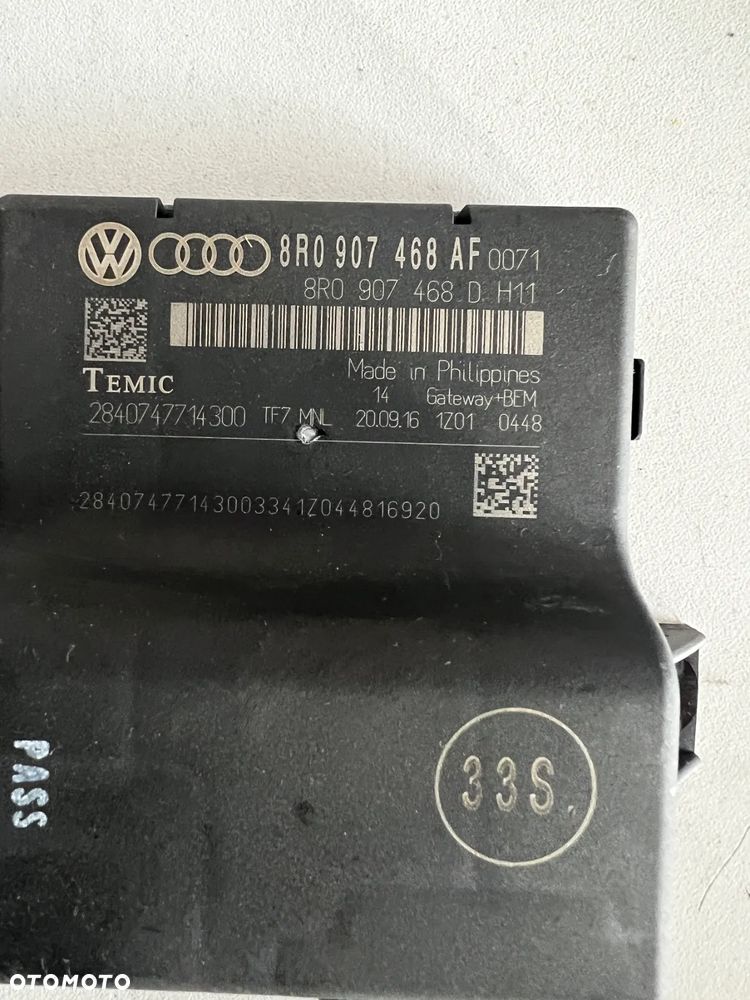 8R0 907 468 AF 0071
8R0 907 468 D H11
TEMIC
Made in Philippines
14 Gateway+BEM
2840747714300 TF7 MNL 20.09.16 1Z01 0448
28407477143003341Z044816920
33S
PASS
OTOMOTO